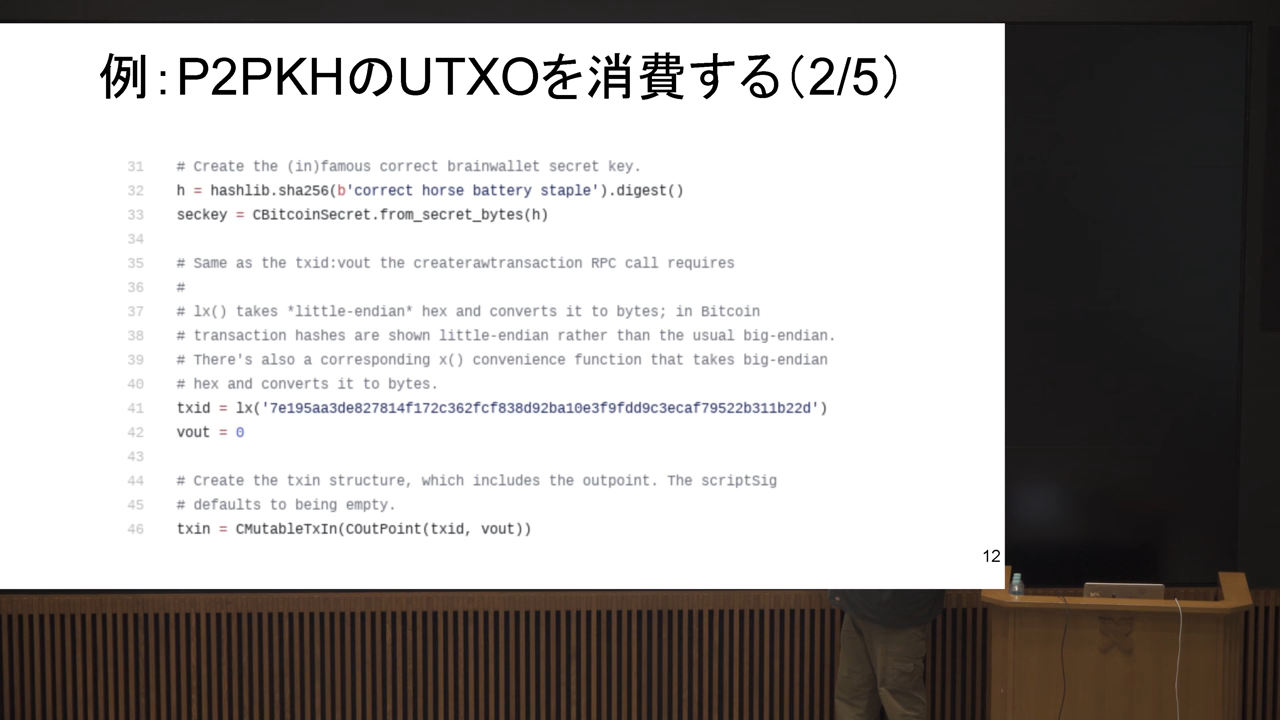 例：P2PKHのUTXOを消費する（2/5）
31 # Create the (in)famous correct brainwallet secret key.
32 h = hashlib.sha256(b'correct horse battery staple').digest()
33 seckey = CBitcoinSecret.from_secret_bytes(h)
34
35 # Same as the txid:vout the createrawtransaction RPC call requires
36 #
37 # lx() takes *little-endian* hex and converts it to bytes; in Bitcoin
38 # transaction hashes are shown little-endian rather than the usual big-endian.
39 # There's also a corresponding x() convenience function that takes big-endian
40 # hex and converts it to bytes.
41 txid = lx('7e195aa3de827814f172c362fcf838d92ba10e3f9fdd9c3ecaf79522b311b22d')
42 vout = 0
43
44 # Create the txin structure, which includes the outpoint. The scriptSig
45 # defaults to being empty.
46 txin = CMutableTxIn(COutPoint(txid, vout))
12